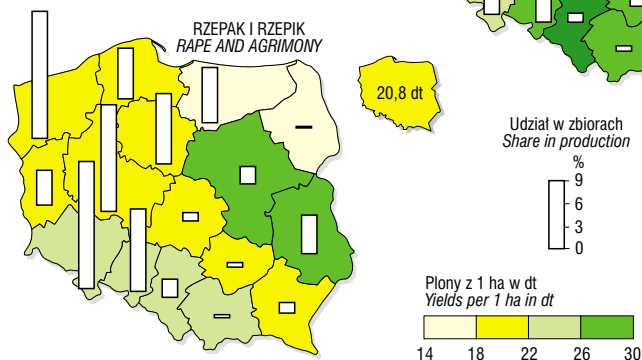 RZEPAK I RZEPIK
RAPE AND AGRIMONY
20,8 dt
Udział w zbiorach
Share in production
%
9
6
3
0
Plony z 1 ha w dt
Yields per 1 ha in dt
14 18 22 26 30